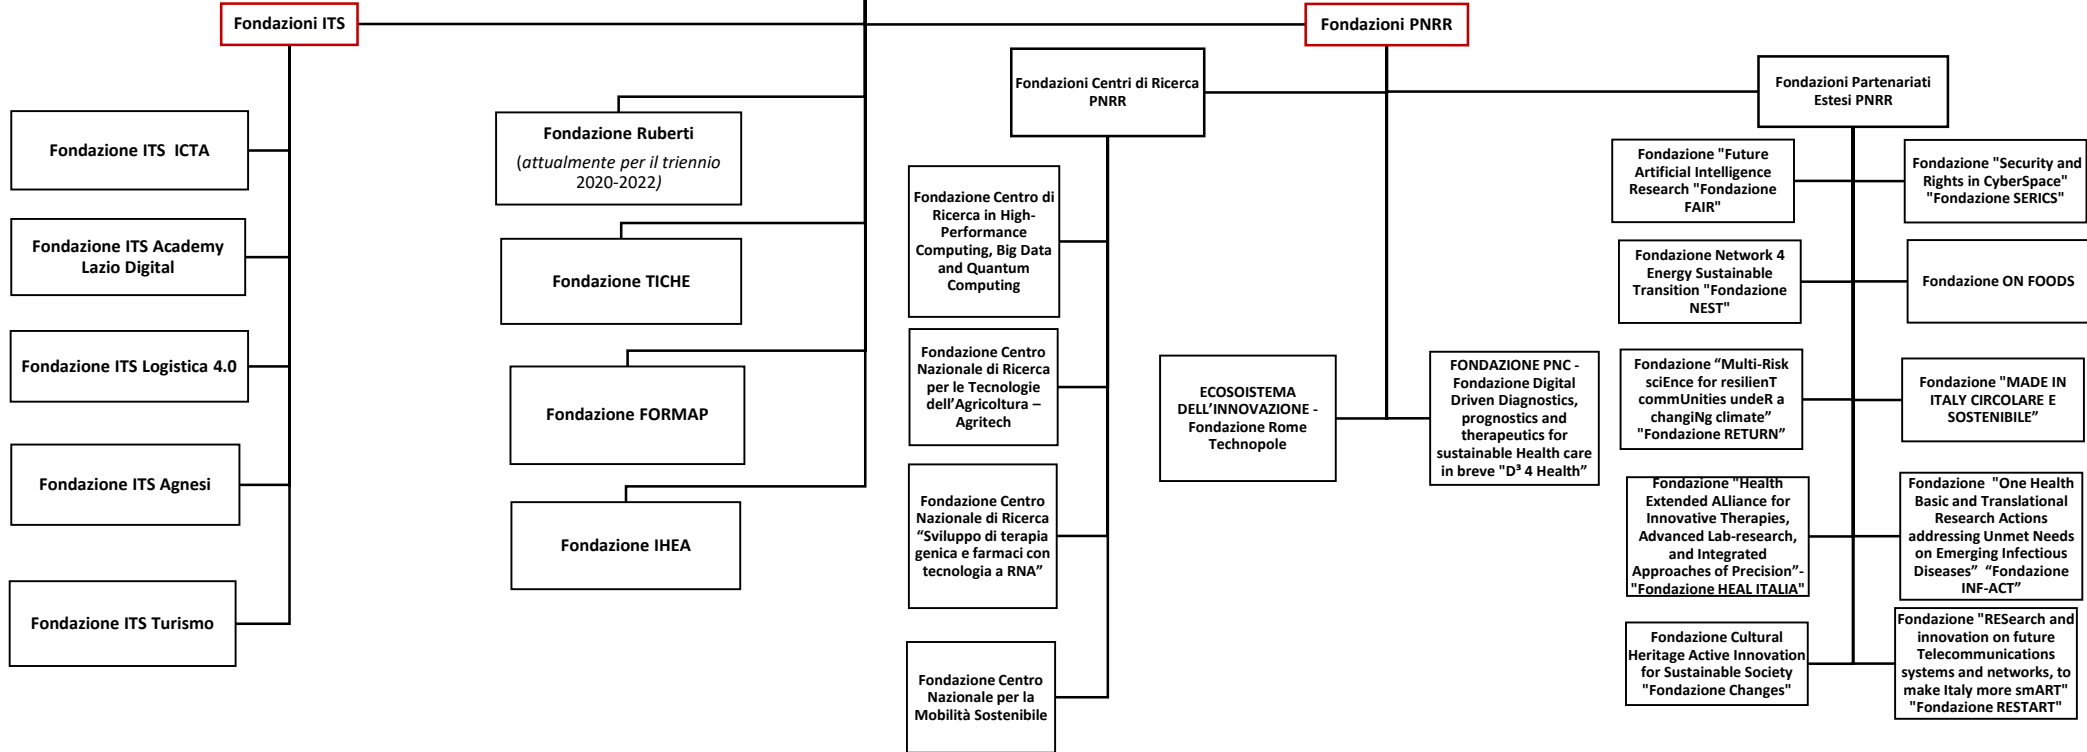 Fondazioni ITS
Fondazioni PNRR
Fondazione ITS  ICTA
Fondazione ITS Academy
Lazio Digital
Fondazione ITS Logistica 4.0
Fondazione ITS Agnesi
Fondazione ITS Turismo
Fondazione Ruberti
(attualmente per il triennio
2020-2022)
Fondazione TICHE
Fondazione FORMAP
Fondazione IHEA
Fondazioni Centri di Ricerca
PNRR
Fondazione Centro di
Ricerca in High-
Performance
Computing, Big Data
and Quantum
Computing
Fondazione Centro
Nazionale di Ricerca
per le Tecnologie
dell’Agricoltura –
Agritech
Fondazione Centro
Nazionale di Ricerca
“Sviluppo di terapia
genica e farmaci con
tecnologia a RNA”
Fondazione Centro
Nazionale per la
Mobilità Sostenibile
ECOSOISTEMA
DELL’INNOVAZIONE -
Fondazione Rome
Technopole
FONDAZIONE PNC -
Fondazione Digital
Driven Diagnostics,
prognostics and
therapeutics for
sustainable Health care
in breve "D³ 4 Health”
Fondazioni Partenariati
Estesi PNRR
Fondazione "Future
Artificial Intelligence
Research "Fondazione
FAIR"
Fondazione "Security and
Rights in CyberSpace"
"Fondazione SERICS"
Fondazione Network 4
Energy Sustainable
Transition "Fondazione
NEST"
Fondazione ON FOODS
Fondazione “Multi-Risk
sciEnce for resilienT
commUnities undeR a
changiNg climate”
"Fondazione RETURN”
Fondazione "MADE IN
ITALY CIRCOLARE E
SOSTENIBILE”
Fondazione "Health
Extended ALliance for
Innovative Therapies,
Advanced Lab-research,
and Integrated
Approaches of Precision”-
"Fondazione HEAL ITALIA"
Fondazione  "One Health
Basic and Translational
Research Actions
addressing Unmet Needs
on Emerging Infectious
Diseases”  “Fondazione
INF-ACT”
Fondazione Cultural
Heritage Active Innovation
for Sustainable Society
"Fondazione Changes"
Fondazione "RESearch and
innovation on future
Telecommunications
systems and networks, to
make Italy more smART"
"Fondazione RESTART"